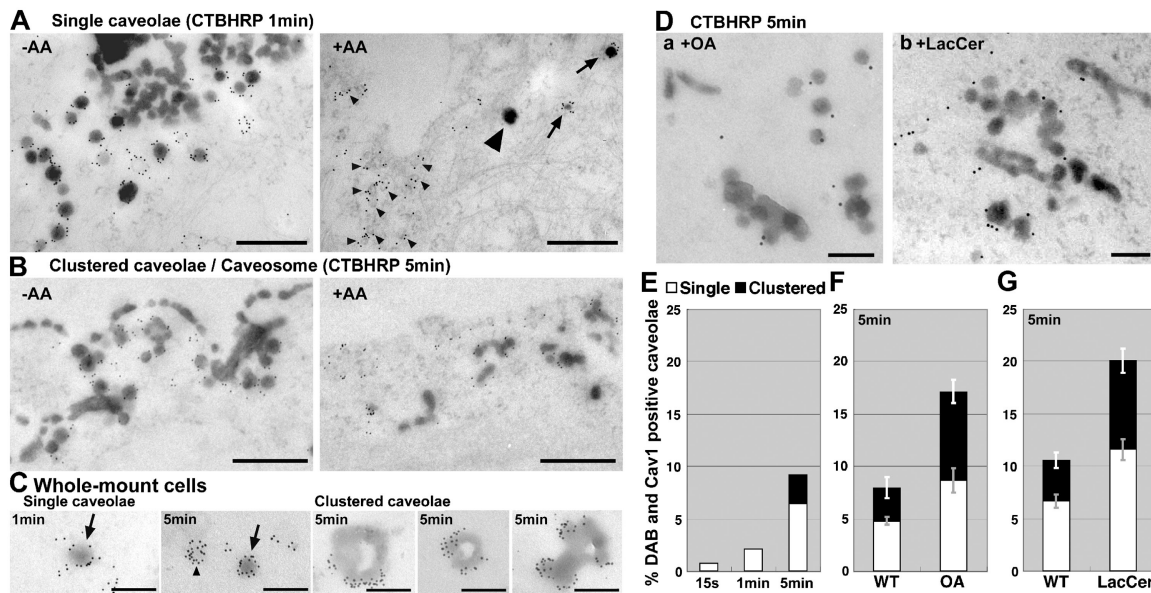 A
Single caveolae (CTBHRP 1min)
-AA
+AA
B
Clustered caveolae / Caveosome (CTBHRP 5min)
-AA
+AA
C
Whole-mount cells
Single caveolae
Clustered caveolae
1min
5min
5min
5min
5min
D
CTBHRP 5min
a +OA
b +LacCer
E
Single
Clustered
F
G
% DAB and Cav1 positive caveolae
25
20
15
10
5
0
15s
1min
5min
5min
25
20
15
10
5
0
WT
OA
5min
25
20
15
10
5
0
WT
LacCer